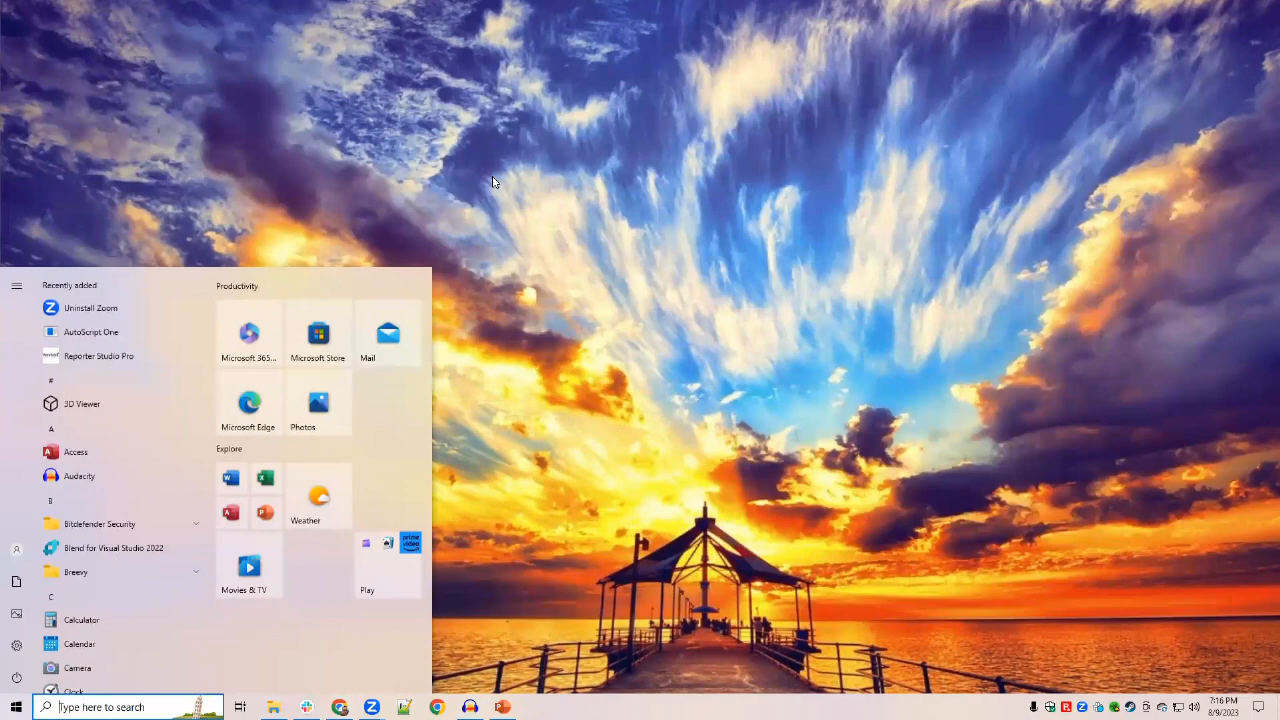 Recently added
Uninstall Zoom
AutoScript One
Reporter Studio Pro
#
3D Viewer
A
Access
Audacity
B
Bitdefender Security
Blend for Visual Studio 2022
Breevy
C
Calculator
Calendar
Camera
Clock
Productivity
Microsoft 365...
Microsoft Store
Mail
Microsoft Edge
Photos
Explore
Weather
prime video
Movies & TV
Play
Type here to search
7:16 PM
8/9/2023